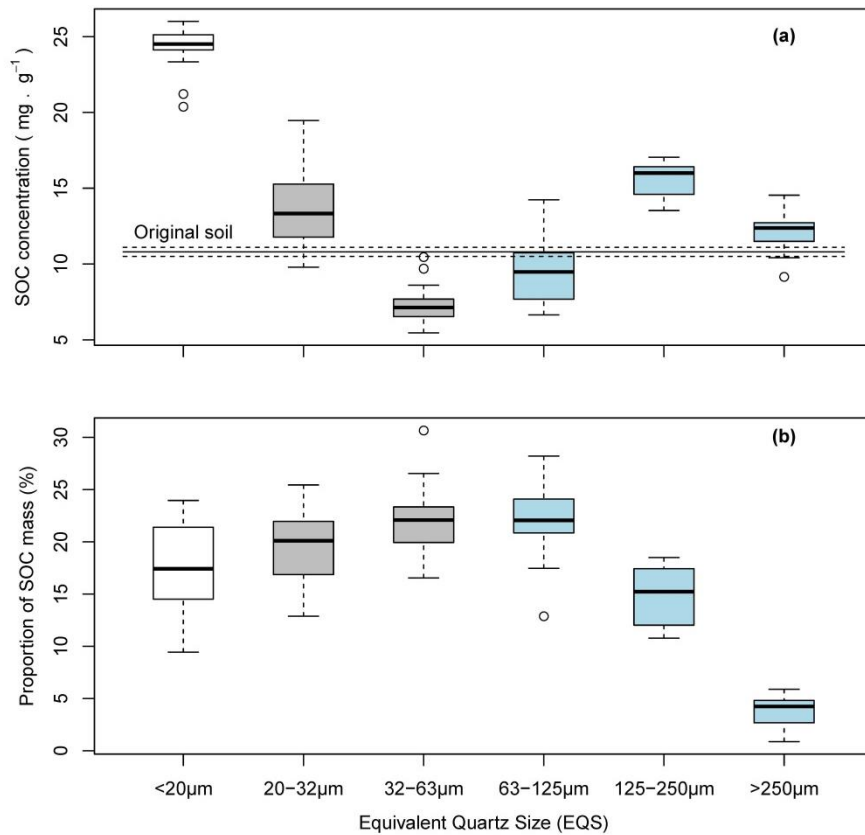 (a)
SOC concentration ( mg . g⁻¹ )
25
20
15
10
5
Original soil
(b)
Proportion of SOC mass (%)
30
25
20
15
10
5
0
<20µm
20−32µm
32−63µm
63−125µm
125−250µm
>250µm
Equivalent Quartz Size (EQS)